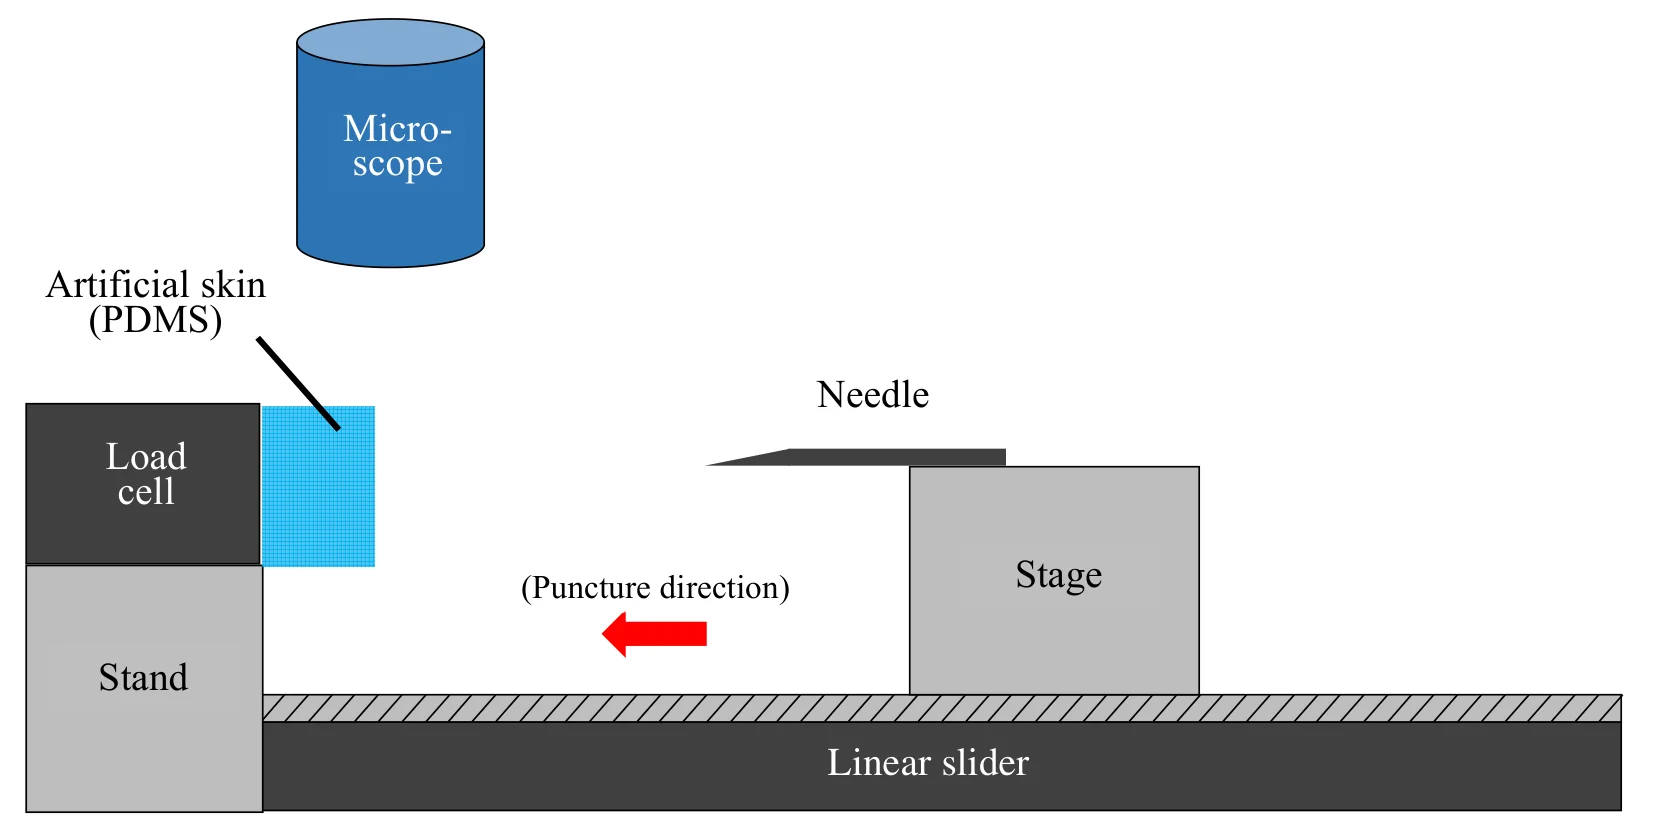 Micro-
scope
Artificial skin
(PDMS)
Needle
Load
cell
(Puncture direction)
Stage
Stand
Linear slider